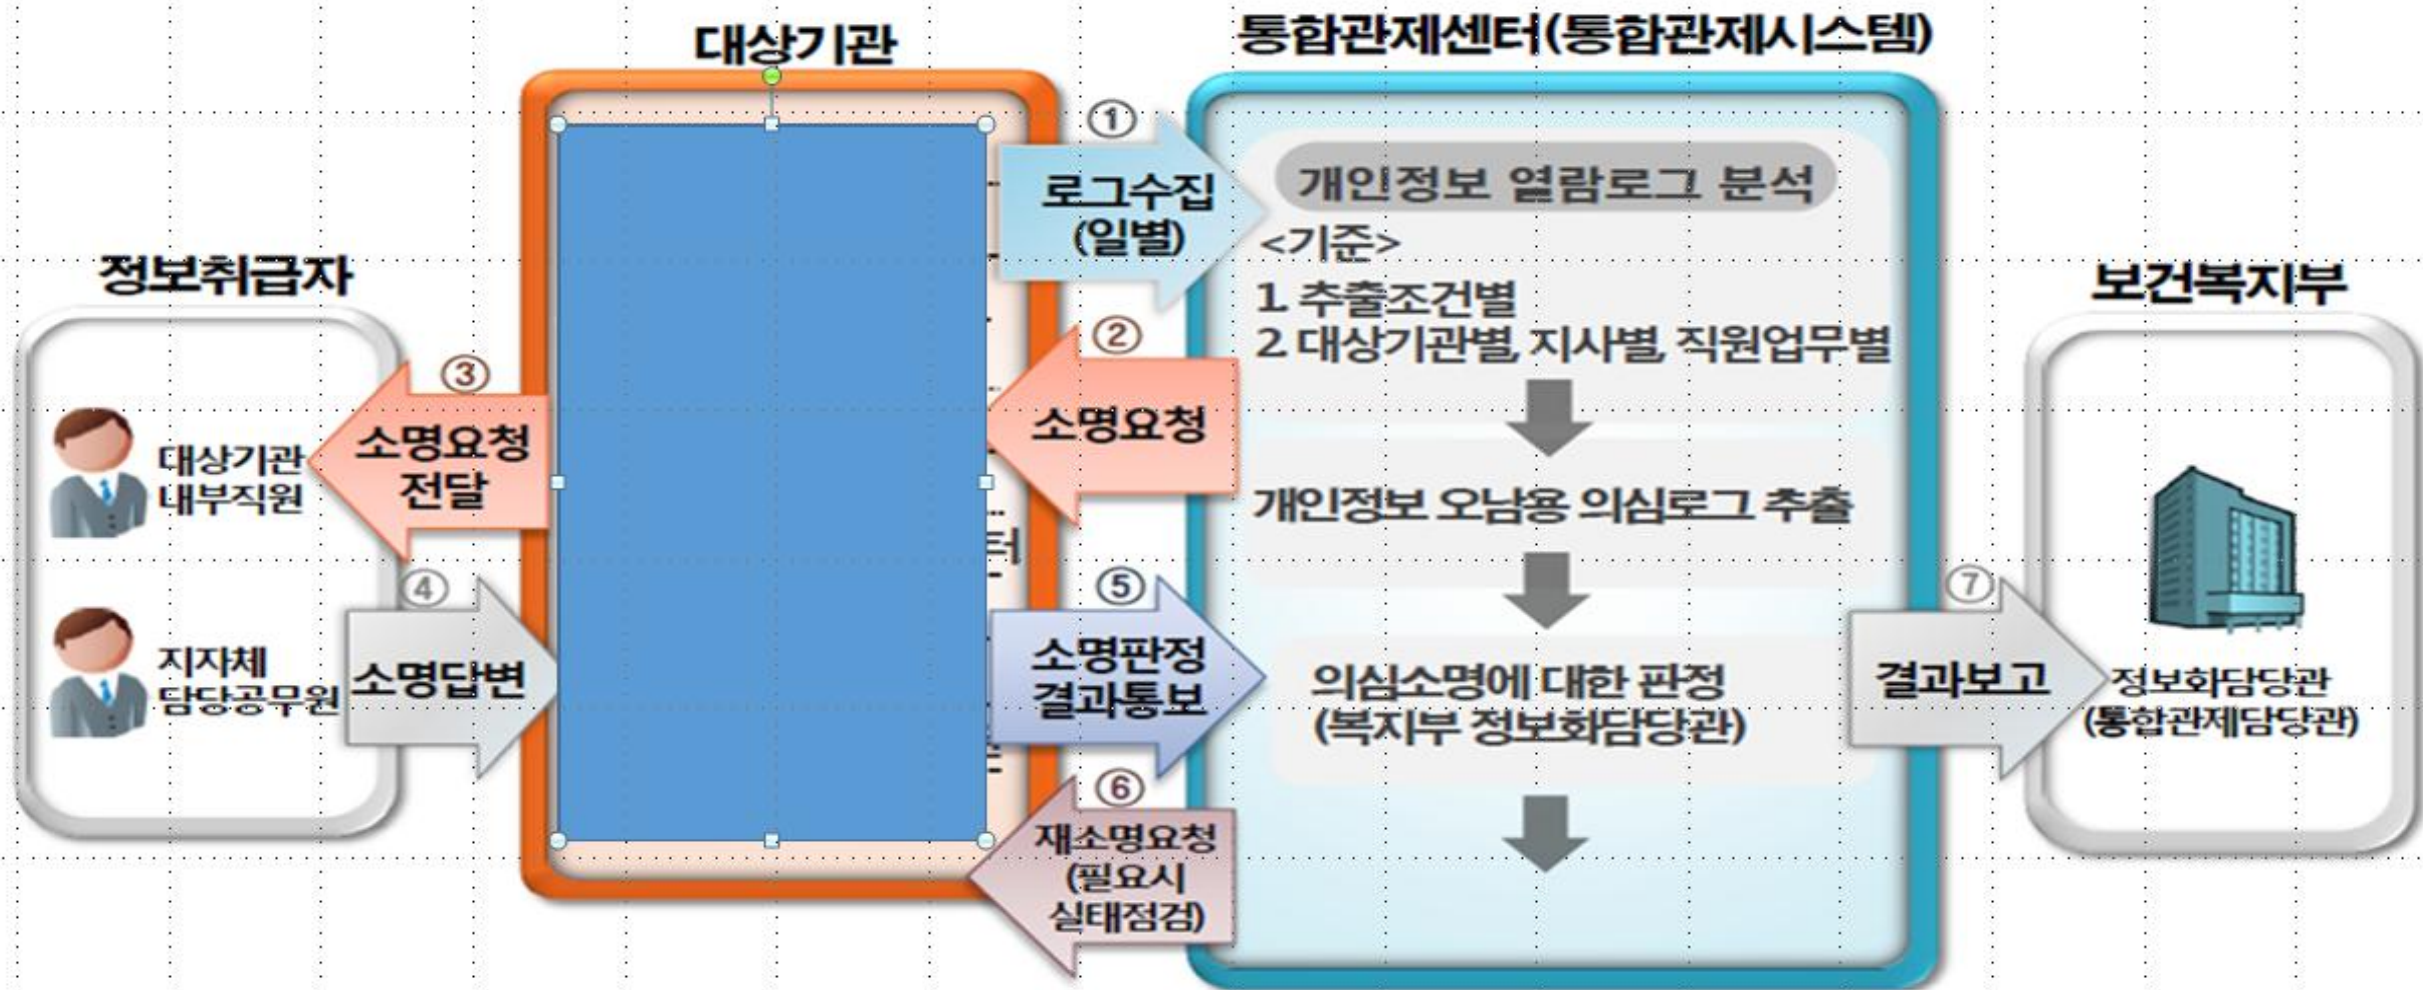 대상기관
통합관제센터(통합관제시스템)
정보취급자
보건복지부
①
로그수집
(일별)
개인정보 열람로그 분석
<기준>
1. 추출조건별
2. 대상기관별, 지사별, 직원업무별
②
소명요청
③
소명요청
전달
대상기관
내부직원
개인정보 오남용 의심로그 추출
터
④
소명답변
지자체
담당공무원
⑤
소명판정
결과통보
의심소명에 대한 판정
(복지부 정보화담당관)
⑥
재소명요청
(필요시
실태점검)
⑦
결과보고
정보화담당관
(통합관제담당관)